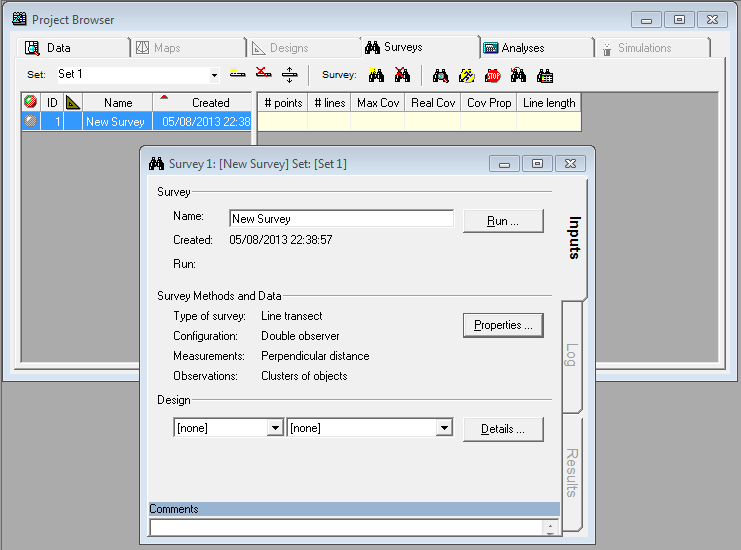 Project Browser
Data Maps Designs Surveys Analyses Simulations
Set: Set 1 Survey: STOP
ID Name Created # points # lines Max Cov Real Cov Cov Prop Line length
1 New Survey 05/08/2013 22:38
Survey 1: [New Survey] Set: [Set 1]
Survey
Name: New Survey Run ...
Created: 05/08/2013 22:38:57
Run:
Inputs
Survey Methods and Data
Type of survey: Line transect Properties ...
Configuration: Double observer
Measurements: Perpendicular distance
Observations: Clusters of objects
Log
Design
[none] [none] Details ...
Results
Comments